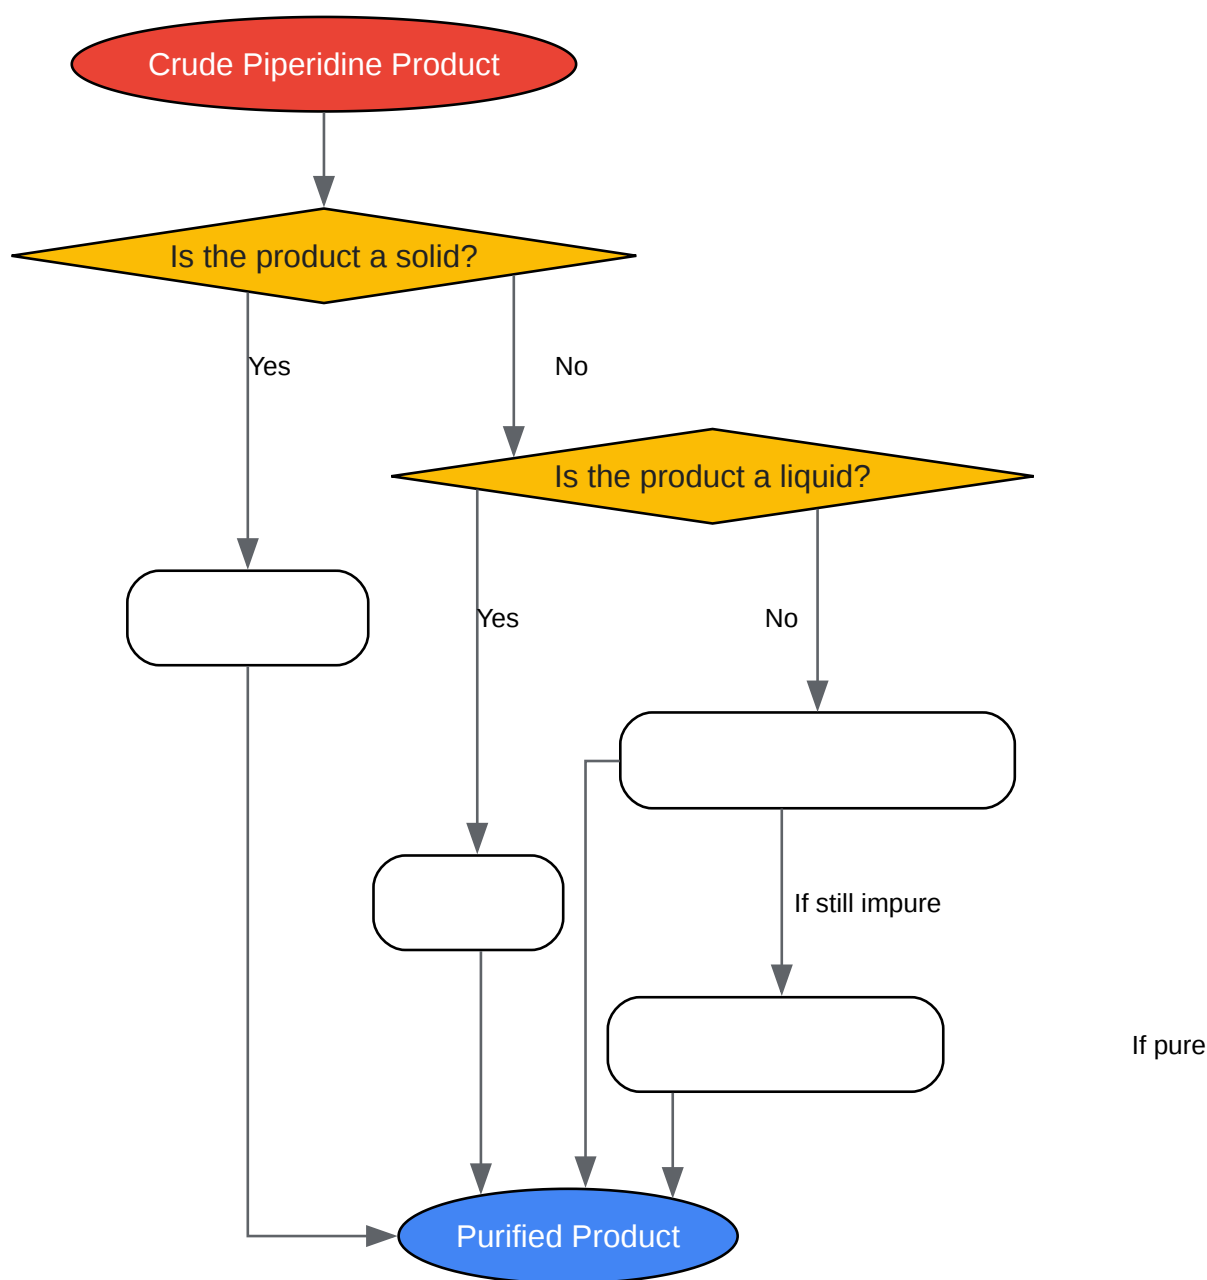 Crude Piperidine Product
Is the product a solid?
Yes
No
Is the product a liquid?
Yes
No
If still impure
If pure
Purified Product